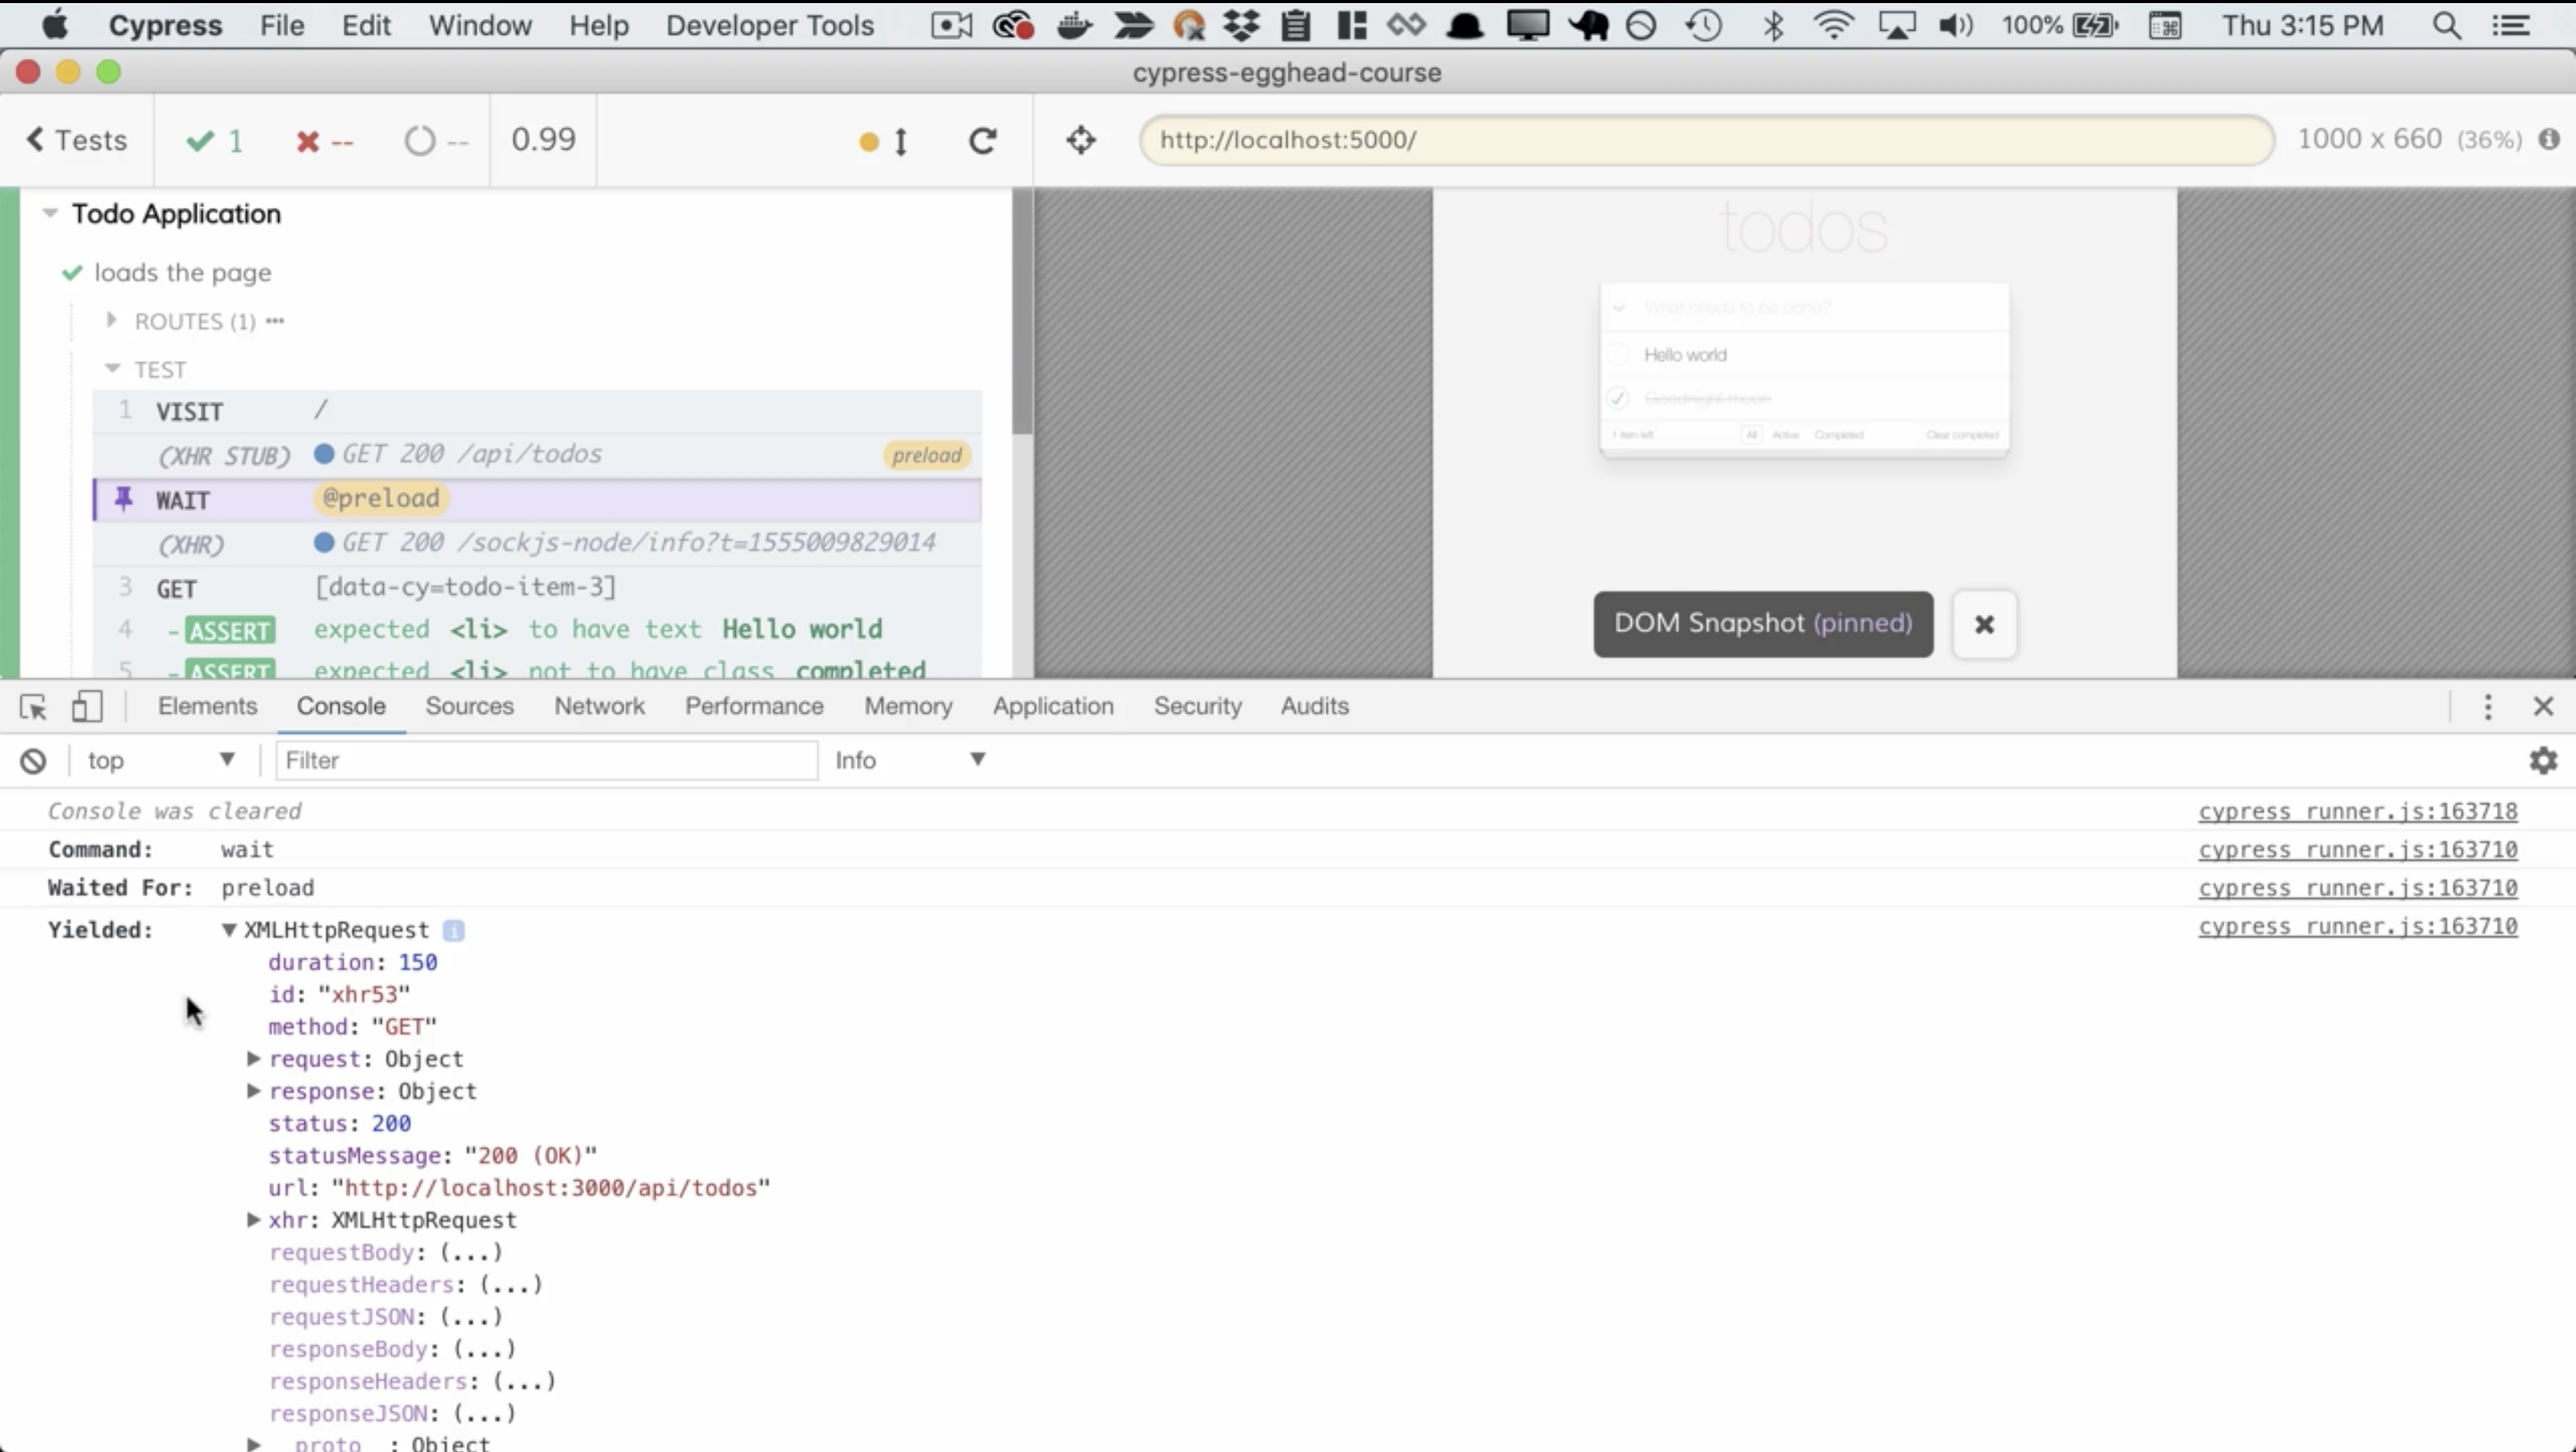 Cypress File Edit Window Help Developer Tools 100% Thu 3:15 PM
cypress-egghead-course
Tests 1 -- -- 0.99 http://localhost:5000/ 1000 x 660 (36%)
Todo Application
loads the page
ROUTES (1)
TEST
1 VISIT /
(XHR STUB) GET 200 /api/todos preload
WAIT @preload
(XHR) GET 200 /sockjs-node/info?t=1555009829014
3 GET [data-cy=todo-item-3]
4 -ASSERT expected <li> to have text Hello world
5 -ASSERT expected <li> not to have class completed
todos
What needs to be done?
Hello world
Goodnight moon
1 item left All Active Completed Clear completed
DOM Snapshot (pinned)
Elements Console Sources Network Performance Memory Application Security Audits
top Filter Info
Console was cleared cypress_runner.js:163718
Command: wait cypress_runner.js:163710
Waited For: preload cypress_runner.js:163710
Yielded: XMLHttpRequest i cypress_runner.js:163710
duration: 150
id: "xhr53"
method: "GET"
request: Object
response: Object
status: 200
statusMessage: "200 (OK)"
url: "http://localhost:3000/api/todos"
xhr: XMLHttpRequest
requestBody: (...)
requestHeaders: (...)
requestJSON: (...)
responseBody: (...)
responseHeaders: (...)
responseJSON: (...)
__proto__: Object